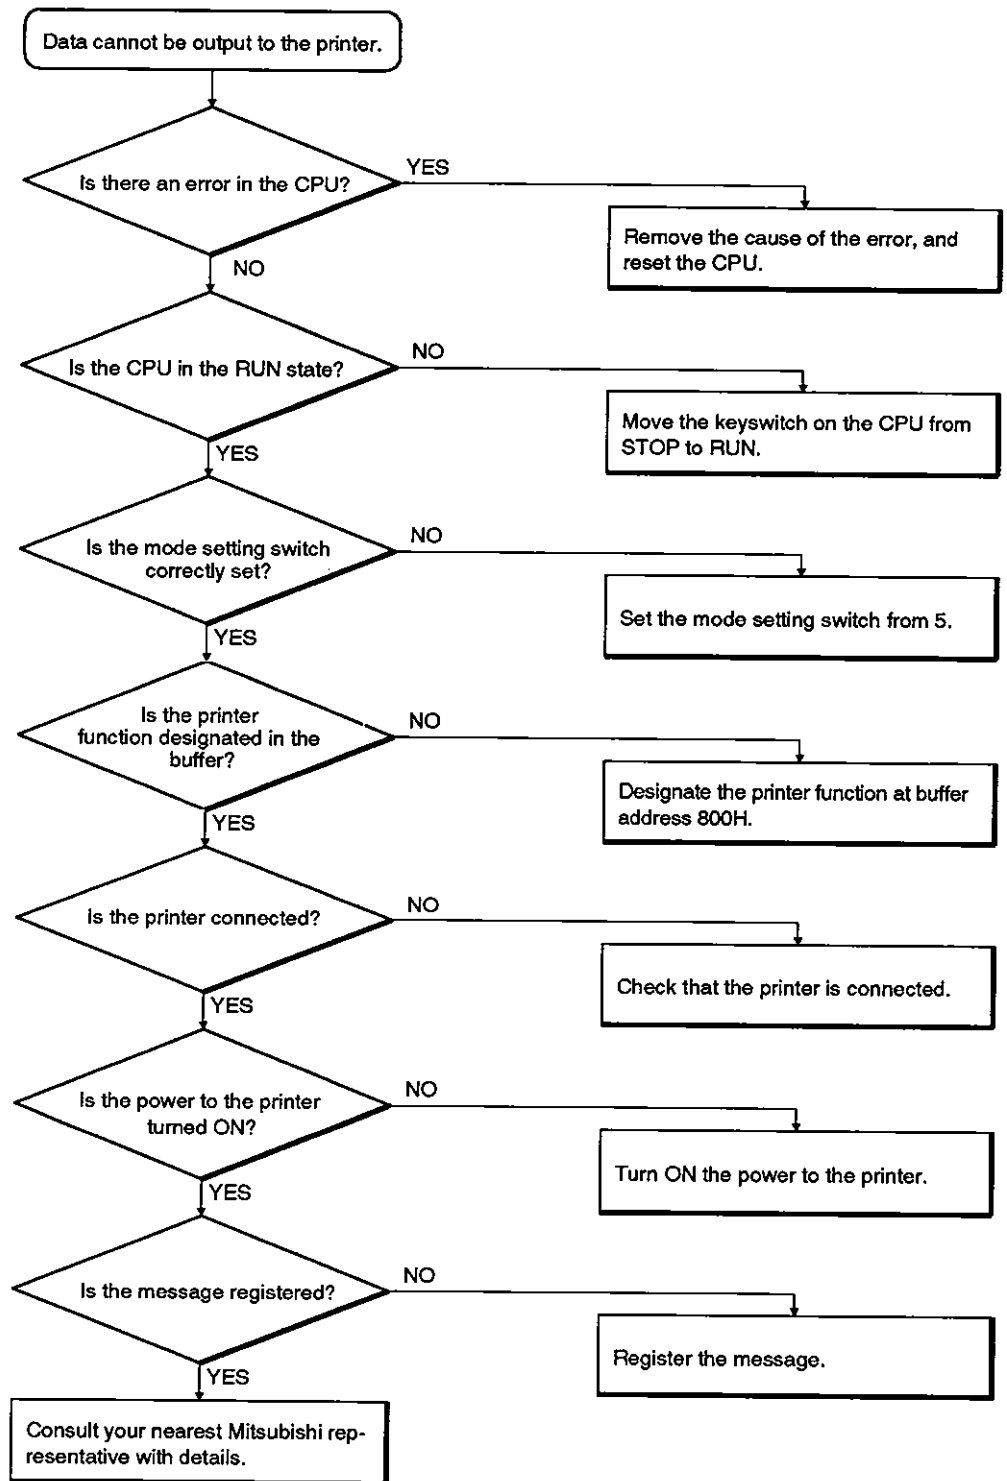 Data cannot be output to the printer.
Is there an error in the CPU?
YES
Remove the cause of the error, and
reset the CPU.
NO
Is the CPU in the RUN state?
NO
Move the keyswitch on the CPU from
STOP to RUN.
YES
Is the mode setting switch
correctly set?
NO
Set the mode setting switch from 5.
YES
Is the printer
function designated in the
buffer?
NO
Designate the printer function at buffer
address 800H.
YES
Is the printer connected?
NO
Check that the printer is connected.
YES
Is the power to the printer
turned ON?
NO
Turn ON the power to the printer.
YES
Is the message registered?
NO
Register the message.
YES
Consult your nearest Mitsubishi rep-
resentative with details.